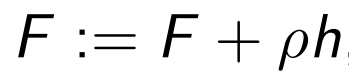 F := F + ρh,